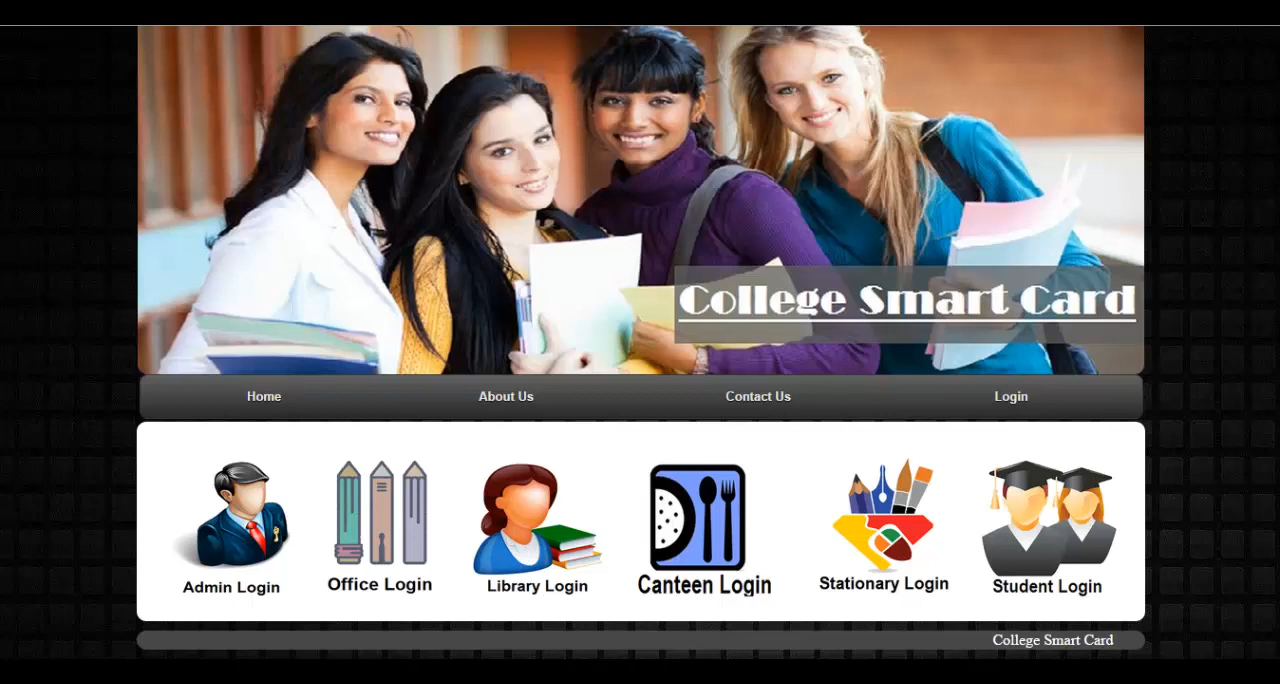 College Smart Card
Home About Us Contact Us Login
Admin Login Office Login Library Login Canteen Login Stationary Login Student Login
College Smart Card